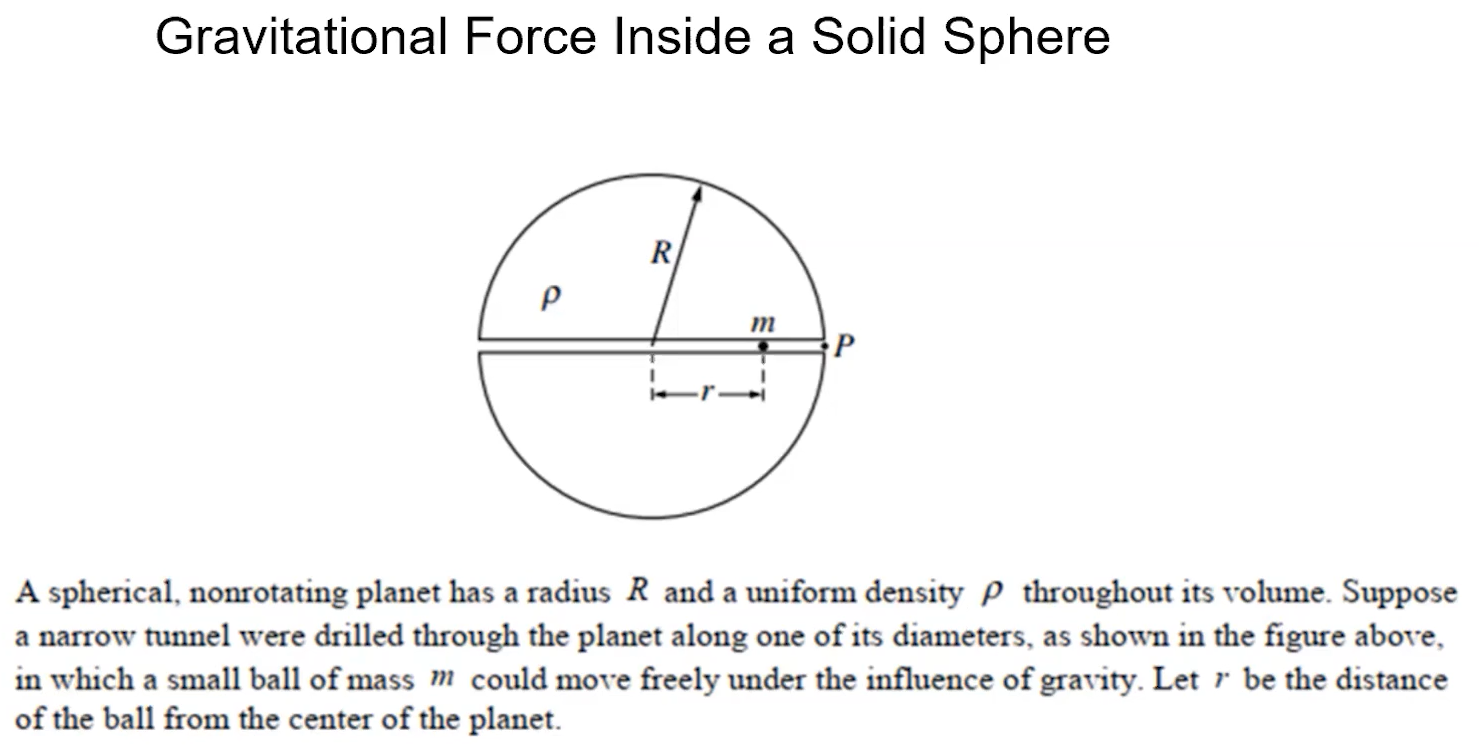 Gravitational Force Inside a Solid Sphere
R
ρ
m
P
r
A spherical, nonrotating planet has a radius R and a uniform density ρ throughout its volume. Suppose
a narrow tunnel were drilled through the planet along one of its diameters, as shown in the figure above,
in which a small ball of mass m could move freely under the influence of gravity. Let r be the distance
of the ball from the center of the planet.